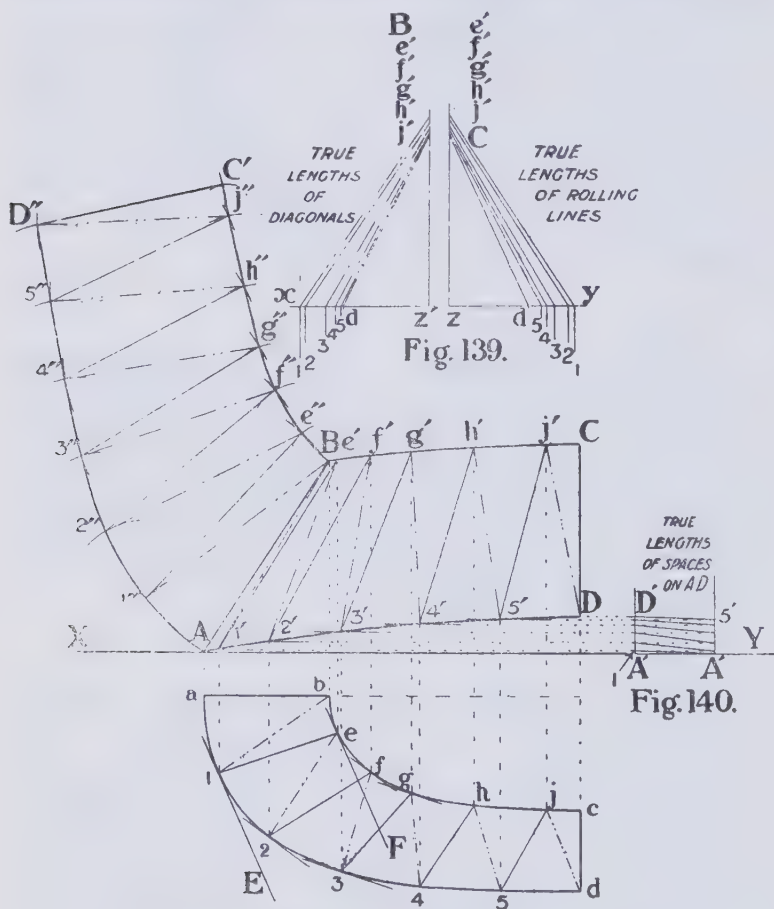 B e′
e′ f′
f′ g′
g′ h′
h′ j′
j′ C
TRUE LENGTHS OF DIAGONALS
TRUE LENGTHS OF ROLLING LINES
x 1 2 3 4 5 d z′ z d 5 4 3 2 1 y
Fig. 139.
C′
D″ j″
5″ h″
4″ g″
3″ f″
2″ e″
1″
B e′ f′ g′ h′ j′ C
TRUE LENGTHS OF SPACES ON AD
A 1′ 2′ 3′ 4′ 5′ D D′ 5′
X 1 A′ A′ Y
Fig. 140.
a b
e
1 f g h j c
2 F
E 3 4 5 d